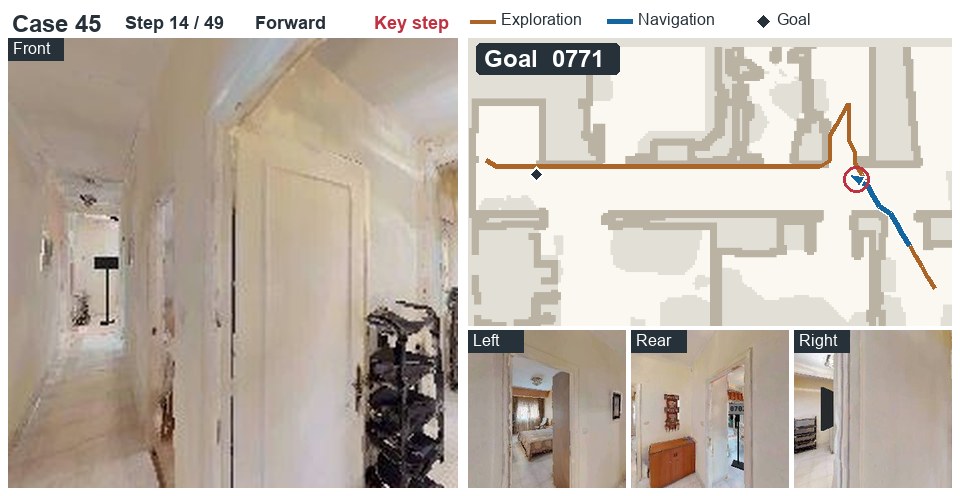 Case 45
Step 14 / 49
Forward
Key step
Exploration
Navigation
Goal
Front
Goal 0771
Left
Rear
Right